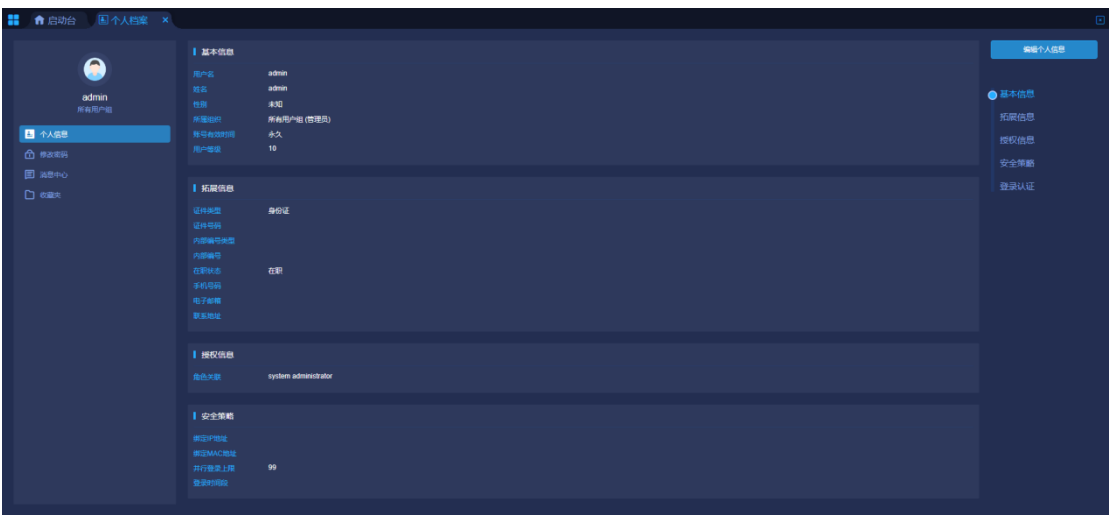 启动台
个人档案 ×
admin
所有用户组
个人信息
修改密码
消息中心
收藏夹
基本信息
用户名 admin
姓名 admin
性别 未知
所属组织 所有用户组 (管理员)
账号有效时间 永久
用户等级 10
拓展信息
证件类型 身份证
证件号码
内部编号类型
内部编号
在职状态 在职
手机号码
电子邮箱
联系地址
授权信息
角色关联 system administrator
安全策略
绑定IP地址
绑定MAC地址
并行登录上限 99
登录时间段
编辑个人信息
基本信息
拓展信息
授权信息
安全策略
登录认证